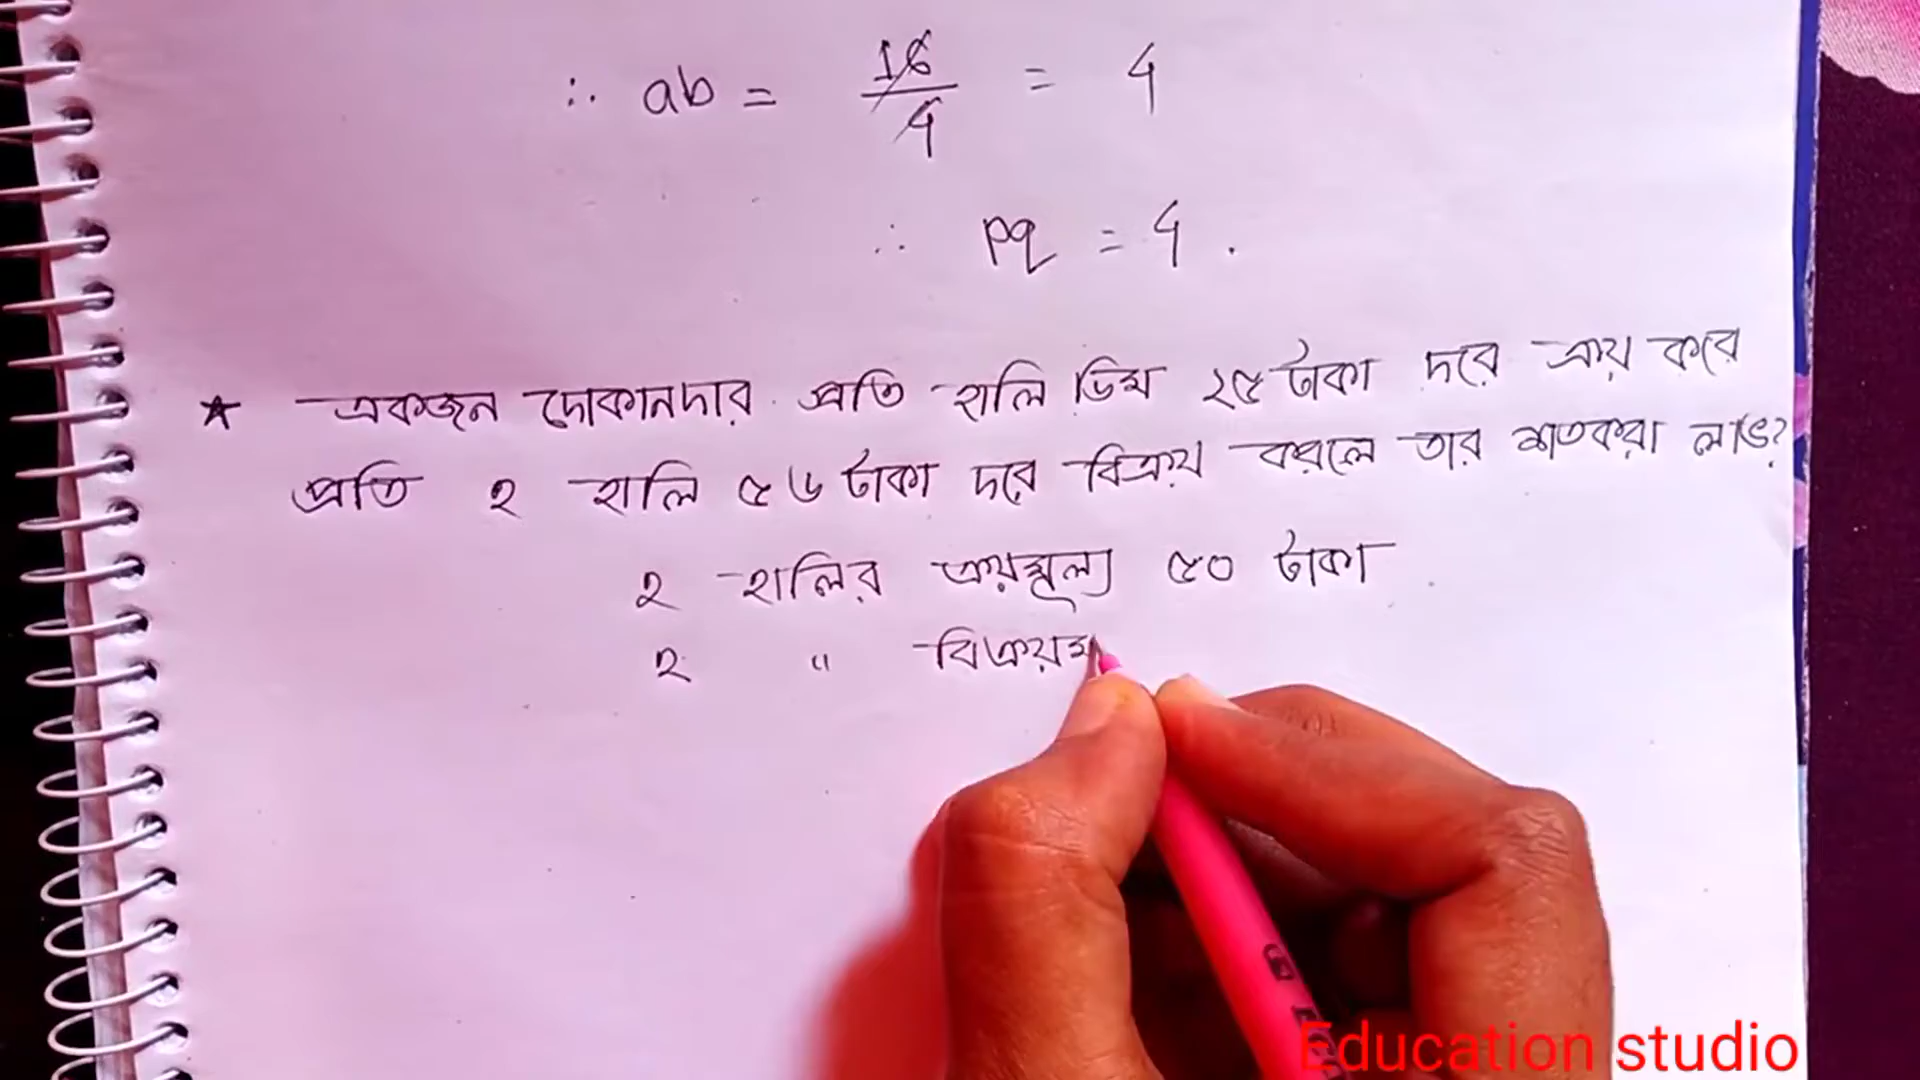 ∴ ab = 16/4 = 4
∴ pq = 4 .
★ একজন দোকানদার প্রতি হালি ডিম ২৫ টাকা দরে ক্রয় করে
প্রতি ২ হালি ৫৬ টাকা দরে বিক্রয় করলে তার শতকরা লাভ?
২ হালির ক্রয়মূল্য ৫০ টাকা
২ " বিক্রয়ম
Education studio